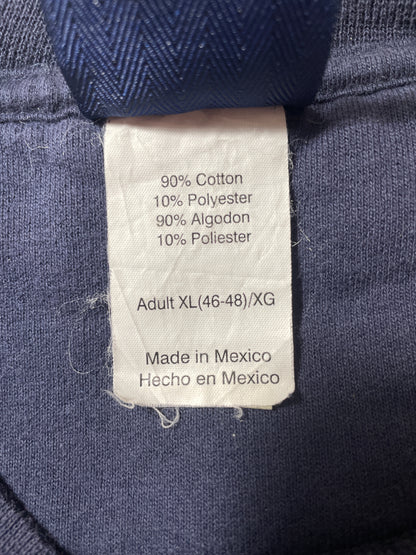 90% Cotton
10% Polyester
90% Algodon
10% Poliester
Adult XL(46-48)/XG
Made in Mexico
Hecho en Mexico